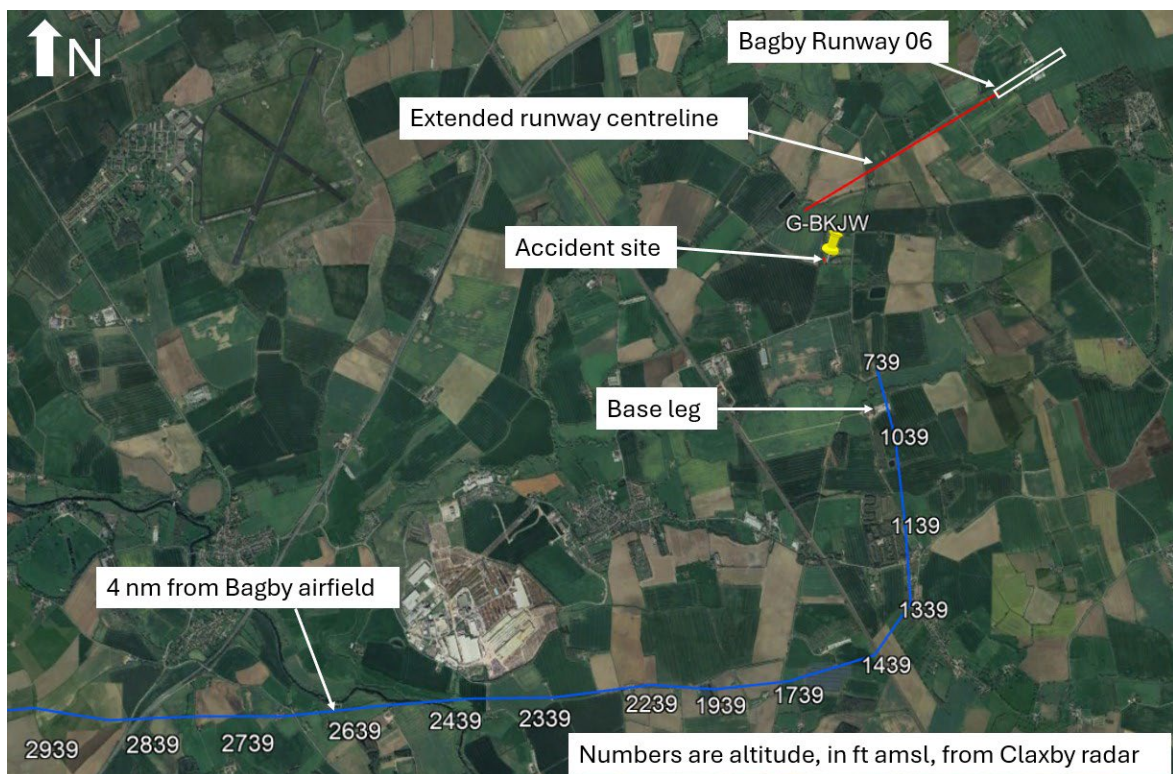 N
Bagby Runway 06
Extended runway centreline
G-BKJW
Accident site
739
Base leg
1039
1139
4 nm from Bagby airfield
1339
1439
1739
1939
2239
2339
2439
2639
2739
2839
2939
Numbers are altitude, in ft amsl, from Claxby radar